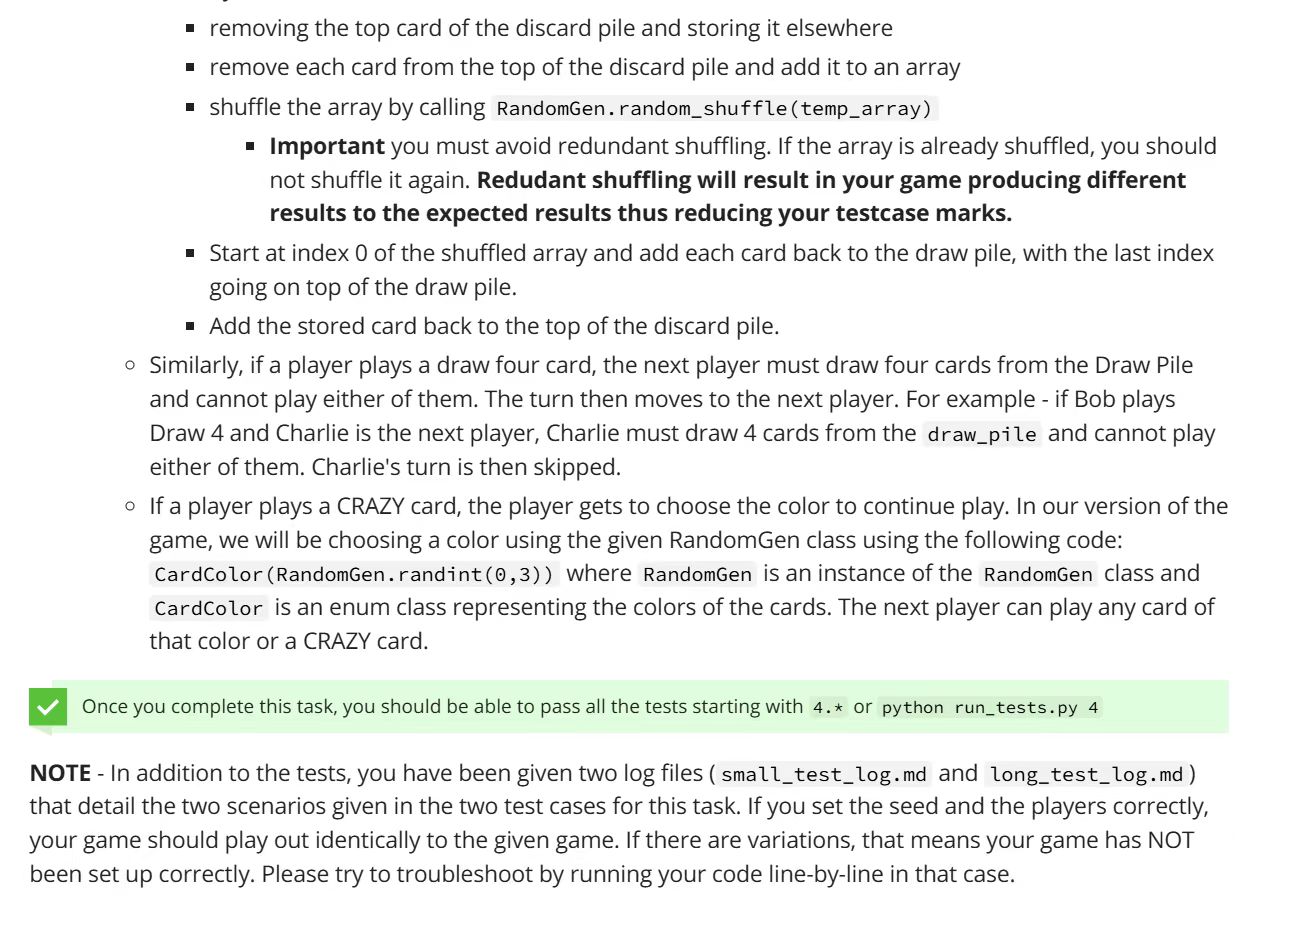 removing the top card of the discard pile and storing it elsewhere
remove each card from the top of the discard pile and add it to an array
shuffle the array by calling RandomGen.random_shuffle(temp_array)
Important you must avoid redundant shuffling. If the array is already shuffled, you should
not shuffle it again. Redudant shuffling will result in your game producing different
results to the expected results thus reducing your testcase marks.
Start at index 0 of the shuffled array and add each card back to the draw pile, with the last index
going on top of the draw pile.
Add the stored card back to the top of the discard pile.
Similarly, if a player plays a draw four card, the next player must draw four cards from the Draw Pile
and cannot play either of them. The turn then moves to the next player. For example - if Bob plays
Draw 4 and Charlie is the next player, Charlie must draw 4 cards from the draw_pile and cannot play
either of them. Charlie's turn is then skipped.
If a player plays a CRAZY card, the player gets to choose the color to continue play. In our version of the
game, we will be choosing a color using the given RandomGen class using the following code:
CardColor(RandomGen.randint(0,3)) where RandomGen is an instance of the RandomGen class and
CardColor is an enum class representing the colors of the cards. The next player can play any card of
that color or a CRAZY card.
Once you complete this task, you should be able to pass all the tests starting with 4.* or python run_tests.py 4
NOTE - In addition to the tests, you have been given two log files (small_test_log.md and long_test_log.md)
that detail the two scenarios given in the two test cases for this task. If you set the seed and the players correctly,
your game should play out identically to the given game. If there are variations, that means your game has NOT
been set up correctly. Please try to troubleshoot by running your code line-by-line in that case.